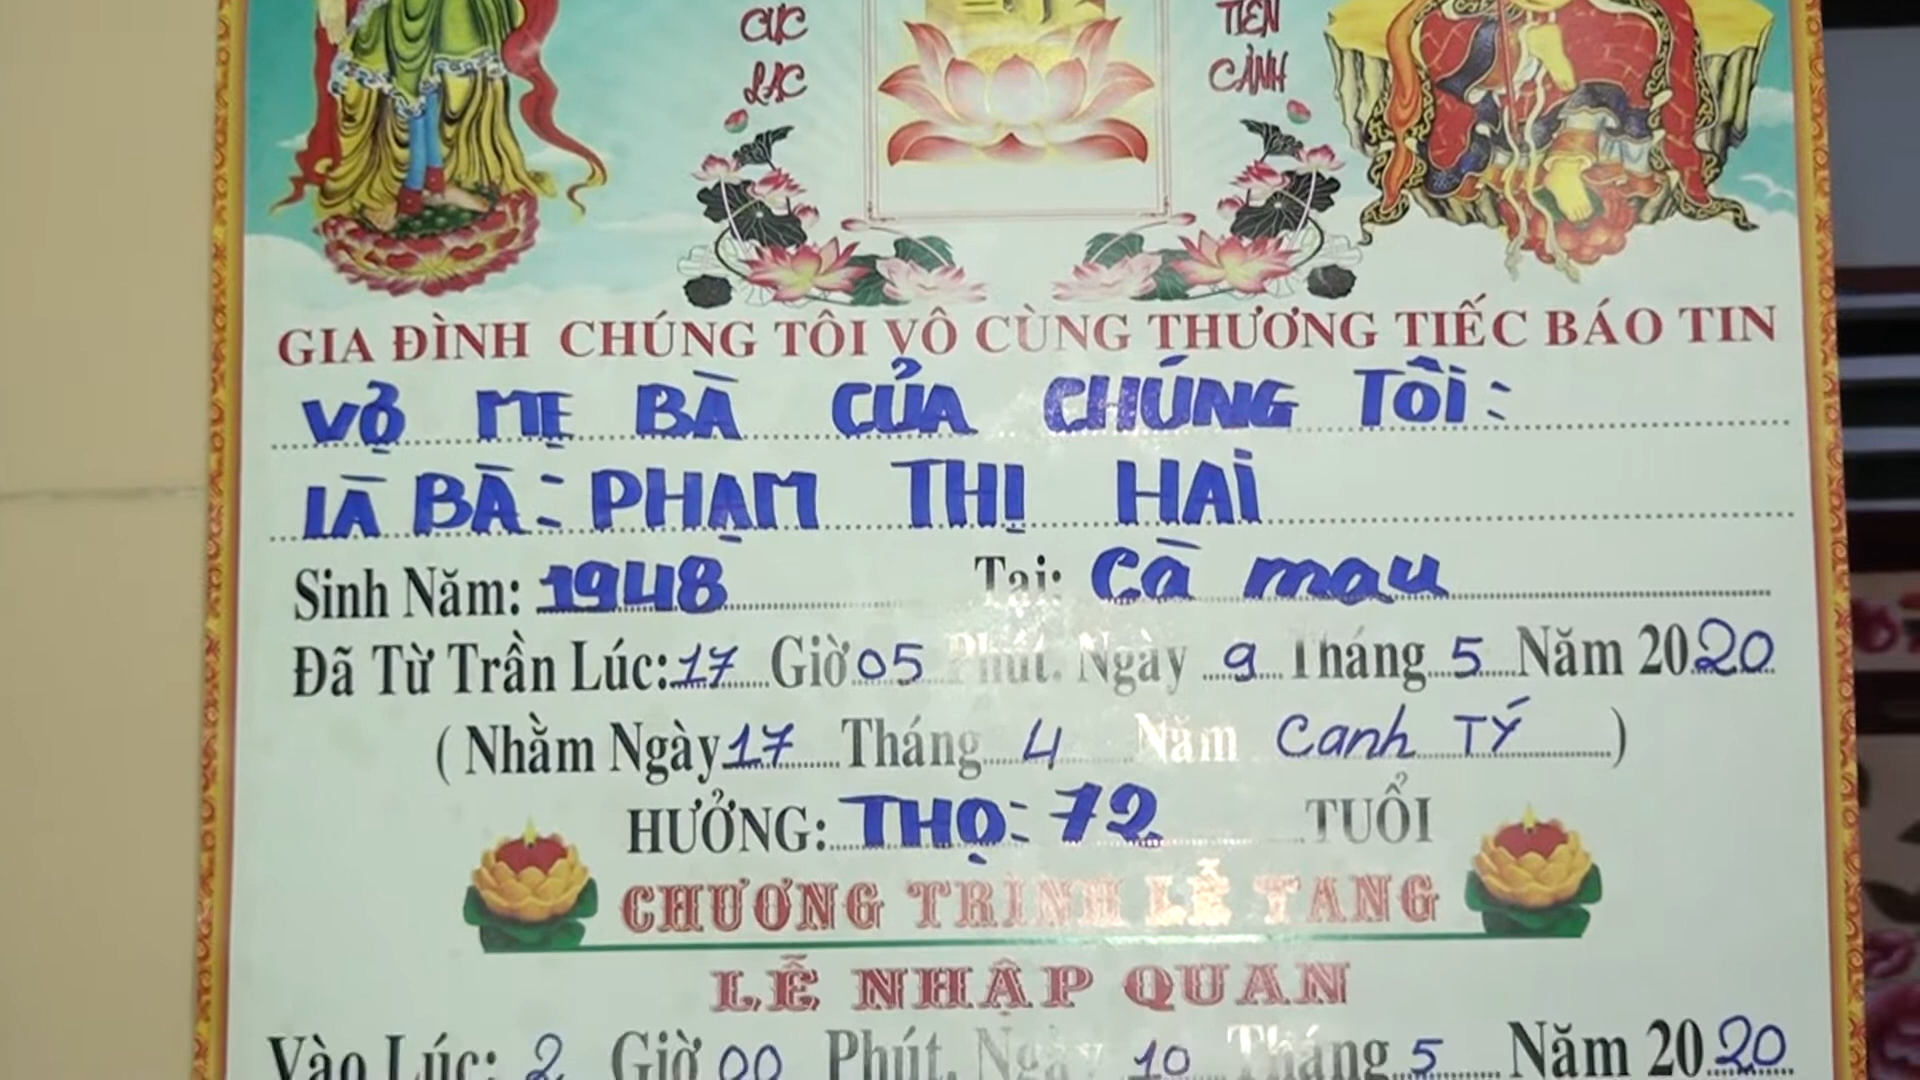 CỰC LẠC
TIÊN CẢNH
GIA ĐÌNH CHÚNG TÔI VÔ CÙNG THƯƠNG TIẾC BÁO TIN
VỢ MẸ BÀ CỦA CHÚNG TÔI:
LÀ BÀ: PHẠM THỊ HAI
Sinh Năm: 1948 Tại: Cà mau
Đã Từ Trần Lúc: 17 Giờ 05 Phút. Ngày 9 Tháng 5 Năm 2020
( Nhằm Ngày 17 Tháng 4 Năm Canh TÝ )
HƯỞNG: THỌ: 72 TUỔI
CHƯƠNG TRÌNH LỄ TANG
LỄ NHẬP QUAN
Vào Lúc: 2 Giờ 00 Phút. Ngày 10 Tháng 5 Năm 2020